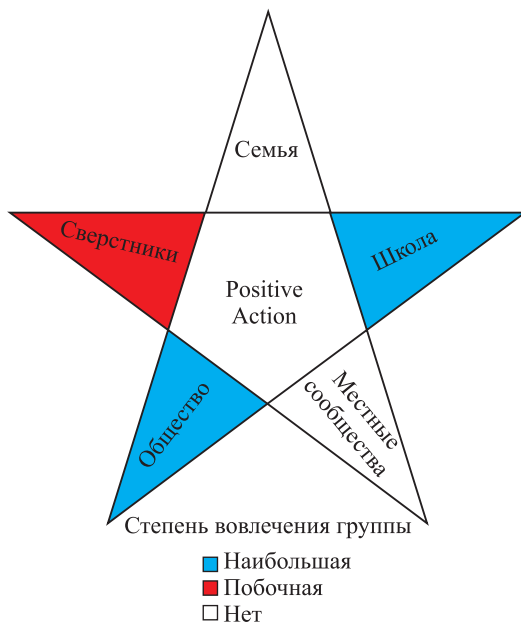 Семья
Сверстники
Школа
Positive
Action
Общество
Местные
сообщества
Степень вовлечения группы
Наибольшая
Побочная
Нет